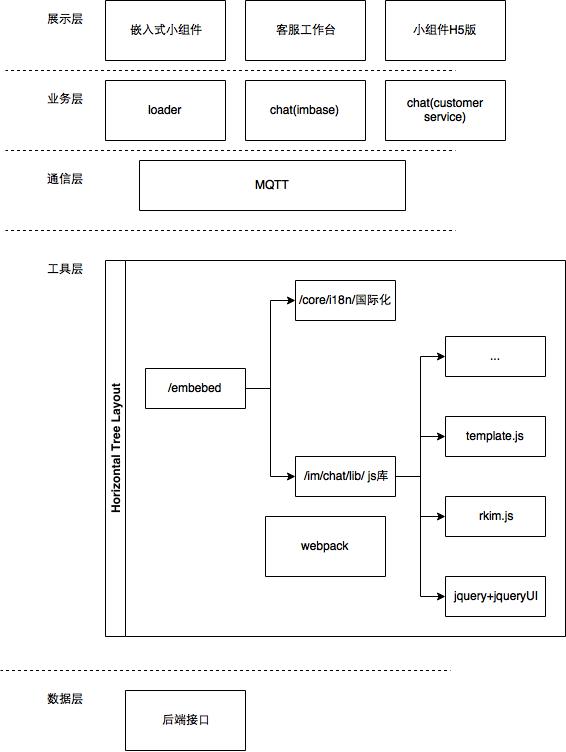 展示层
嵌入式小组件
客服工作台
小组件H5版
业务层
loader
chat(imbase)
chat(customer
service)
通信层
MQTT
工具层
Horizontal Tree Layout
/core/i18n/国际化
...
/embebed
template.js
/im/chat/lib/ js库
rkim.js
webpack
jquery+jqueryUI
数据层
后端接口